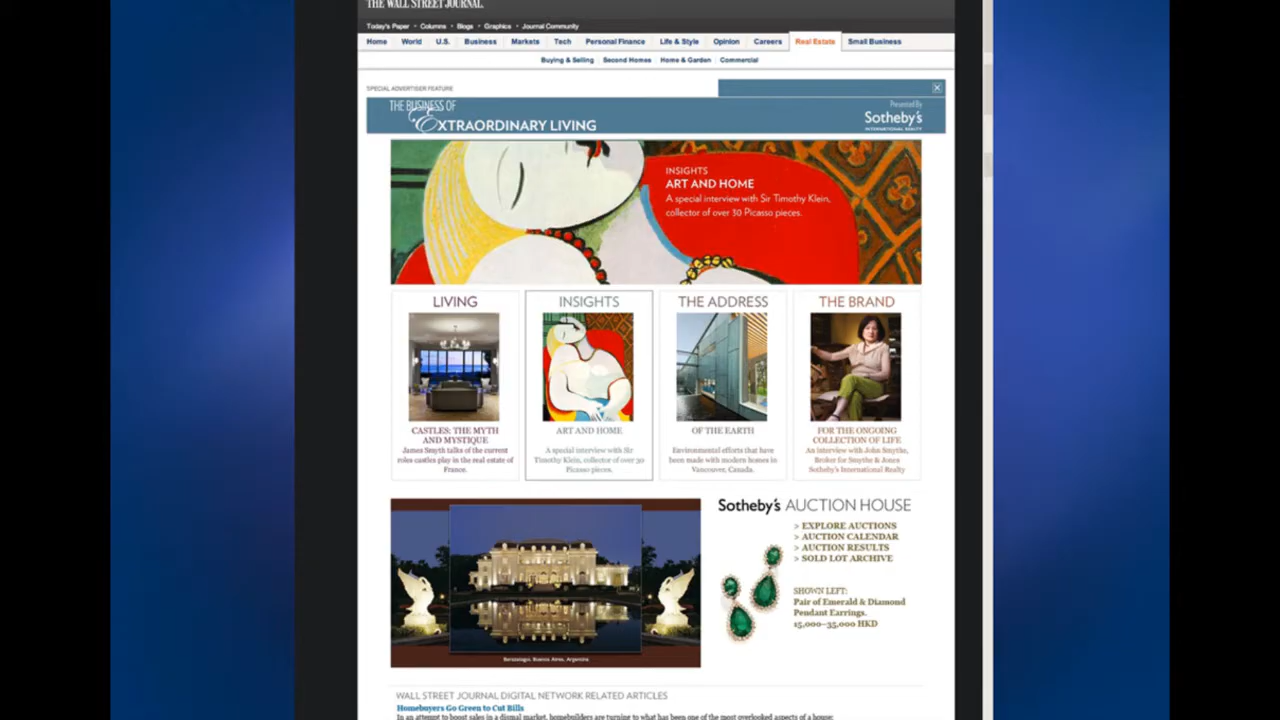 THE WALL STREET JOURNAL.
Today's Paper • Columns • Blogs • Graphics • Journal Community
Home World U.S. Business Markets Tech Personal Finance Life & Style Opinion Careers Real Estate Small Business
Buying & Selling Second Homes Home & Garden Commercial
SPECIAL ADVERTISER FEATURE
THE BUSINESS OF
EXTRAORDINARY LIVING
Presented By
Sotheby's
INTERNATIONAL REALTY
INSIGHTS
ART AND HOME
A special interview with Sir Timothy Klein,
collector of over 30 Picasso pieces.
LIVING
CASTLES: THE MYTH
AND MYSTIQUE
James Smyth talks of the current
roles castles play in the real estate of
France.
INSIGHTS
ART AND HOME
A special interview with Sir
Timothy Klein, collector of over 30
Picasso pieces.
THE ADDRESS
OF THE EARTH
Environmental efforts that have
been made with modern homes in
Vancouver, Canada.
THE BRAND
FOR THE ONGOING
COLLECTION OF LIFE
An interview with John Smythe,
Broker for Smythe & Jones
Sotheby's International Realty
Buenos Aires, Argentina
Sotheby's AUCTION HOUSE
> EXPLORE AUCTIONS
> AUCTION CALENDAR
> AUCTION RESULTS
> SOLD LOT ARCHIVE
SHOWN LEFT:
Pair of Emerald & Diamond
Pendant Earrings.
15,000–35,000 HKD
WALL STREET JOURNAL DIGITAL NETWORK RELATED ARTICLES
Homebuyers Go Green to Cut Bills
In an attempt to boost sales in a dismal market, homebuilders are turning to what has been one of the most overlooked aspects of a house: